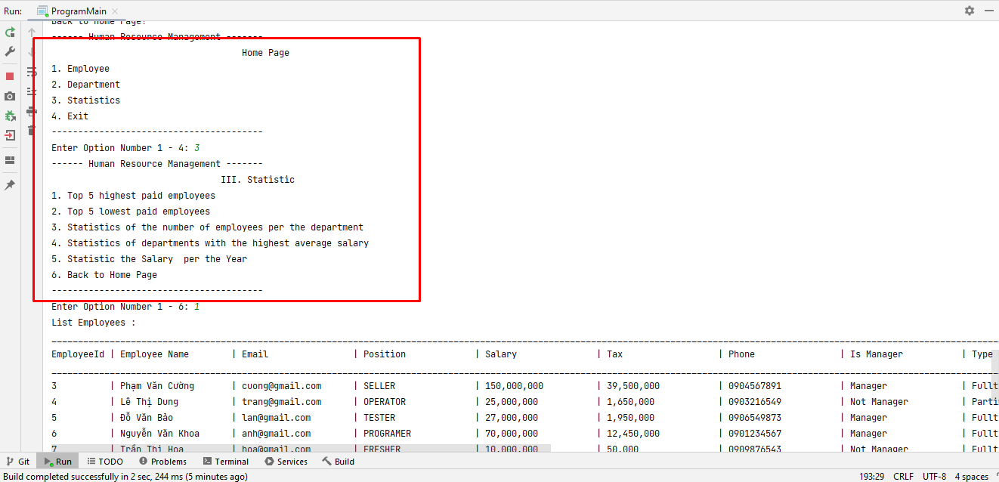 Run: ProgramMain
Back to Home Page!
------ Human Resource Management -------
Home Page
1. Employee
2. Department
3. Statistics
4. Exit
----------------------------------------
Enter Option Number 1 - 4: 3
------ Human Resource Management -------
III. Statistic
1. Top 5 highest paid employees
2. Top 5 lowest paid employees
3. Statistics of the number of employees per the department
4. Statistics of departments with the highest average salary
5. Statistic the Salary  per the Year
6. Back to Home Page
----------------------------------------
Enter Option Number 1 - 6: 1
List Employees :
EmployeeId | Employee Name | Email | Position | Salary | Tax | Phone | Is Manager | Type
3 | Phạm Văn Cường | cuong@gmail.com | SELLER | 150,000,000 | 39,500,000 | 0904567891 | Manager | Fullt
4 | Lê Thị Dung | trang@gmail.com | OPERATOR | 25,000,000 | 1,650,000 | 0903216549 | Not Manager | Parti
5 | Đỗ Văn Bảo | lan@gmail.com | TESTER | 27,000,000 | 1,950,000 | 0906549873 | Manager | Fullt
6 | Nguyễn Văn Khoa | anh@gmail.com | PROGRAMER | 70,000,000 | 12,450,000 | 0901234567 | Manager | Fullt
7 | Trần Thị Hoa | hoa@gmail.com | FRESHER | 10,000,000 | 50,000 | 0909876543 | Not Manager | Fullt
Git Run TODO Problems Terminal Services Build
Build completed successfully in 2 sec, 244 ms (5 minutes ago) 193:29 CRLF UTF-8 4 spaces